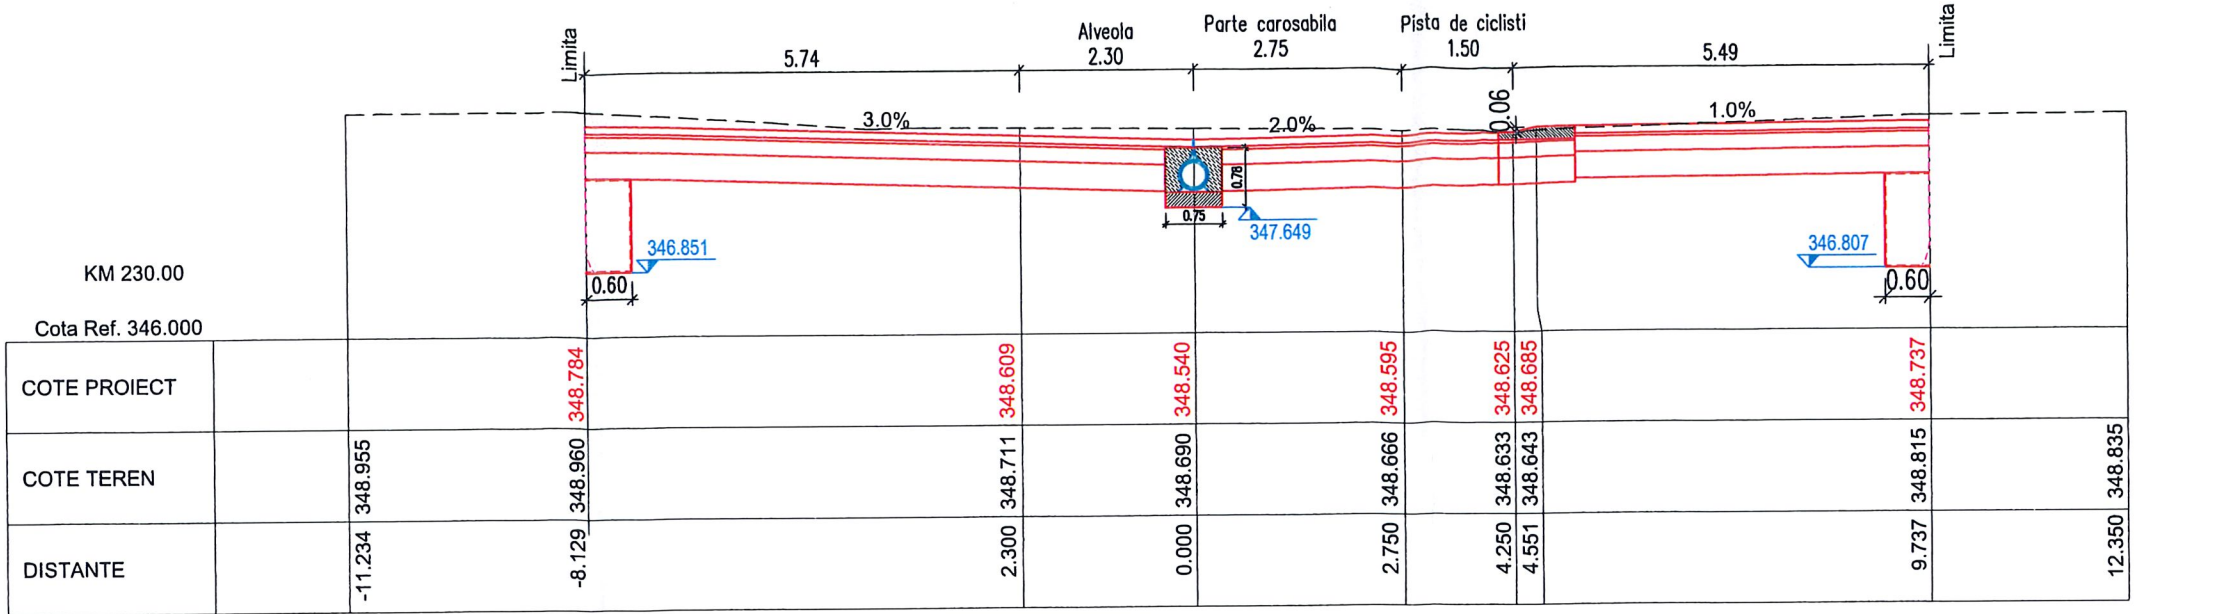 Limita
5.74
Alveola
2.30
Parte carosabila
2.75
Pista de ciclisti
1.50
5.49
Limita
3.0%
2.0%
0.06
1.0%
0.78
0.75
347.649
346.851
0.60
346.807
0.60
KM 230.00
Cota Ref. 346.000
COTE PROIECT 348.784 348.609 348.540 348.595 348.625 348.685 348.737
COTE TEREN 348.955 348.960 348.711 348.690 348.666 348.633 348.643 348.815 348.835
DISTANTE -11.234 -8.129 2.300 0.000 2.750 4.250 4.551 9.737 12.350